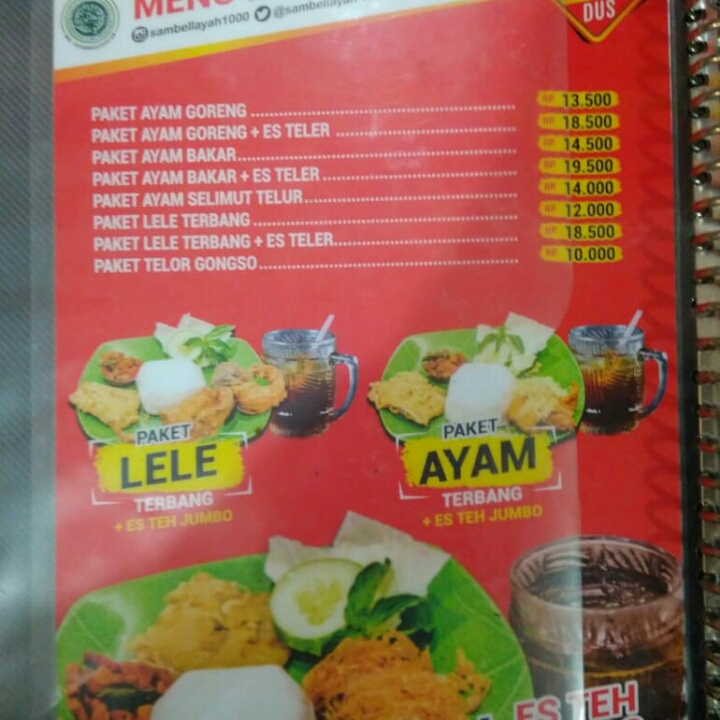 MENU
sambellayah1000 @sambellayah
DUS
PAKET AYAM GORENG RP 13.500
PAKET AYAM GORENG + ES TELER RP 18.500
PAKET AYAM BAKAR RP 14.500
PAKET AYAM BAKAR + ES TELER RP 19.500
PAKET AYAM SELIMUT TELUR RP 14.000
PAKET LELE TERBANG RP 12.000
PAKET LELE TERBANG + ES TELER RP 18.500
PAKET TELOR GONGSO RP 10.000
PAKET
LELE
TERBANG
+ ES TEH JUMBO
PAKET
AYAM
TERBANG
+ ES TEH JUMBO
ES TEH